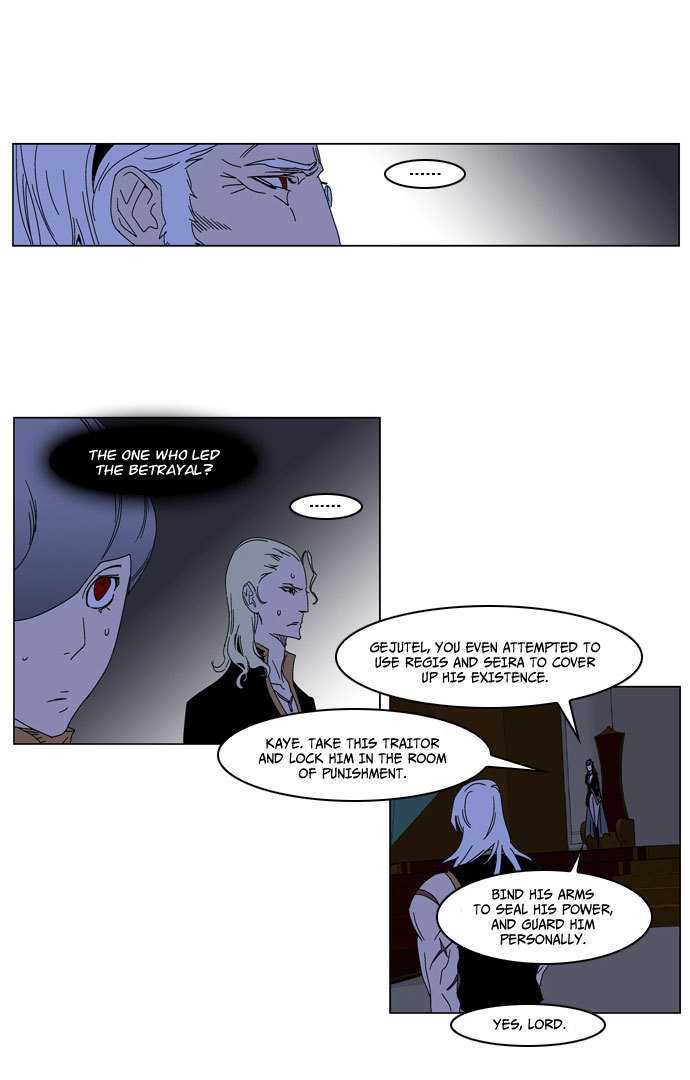 ......
THE ONE WHO LED
THE BETRAYAL?
......
GEJUTEL, YOU EVEN ATTEMPTED TO
USE REGIS AND SEIRA TO COVER
UP HIS EXISTENCE.
KAYE. TAKE THIS TRAITOR
AND LOCK HIM IN THE ROOM
OF PUNISHMENT.
BIND HIS ARMS
TO SEAL HIS POWER,
AND GUARD HIM
PERSONALLY.
YES, LORD.